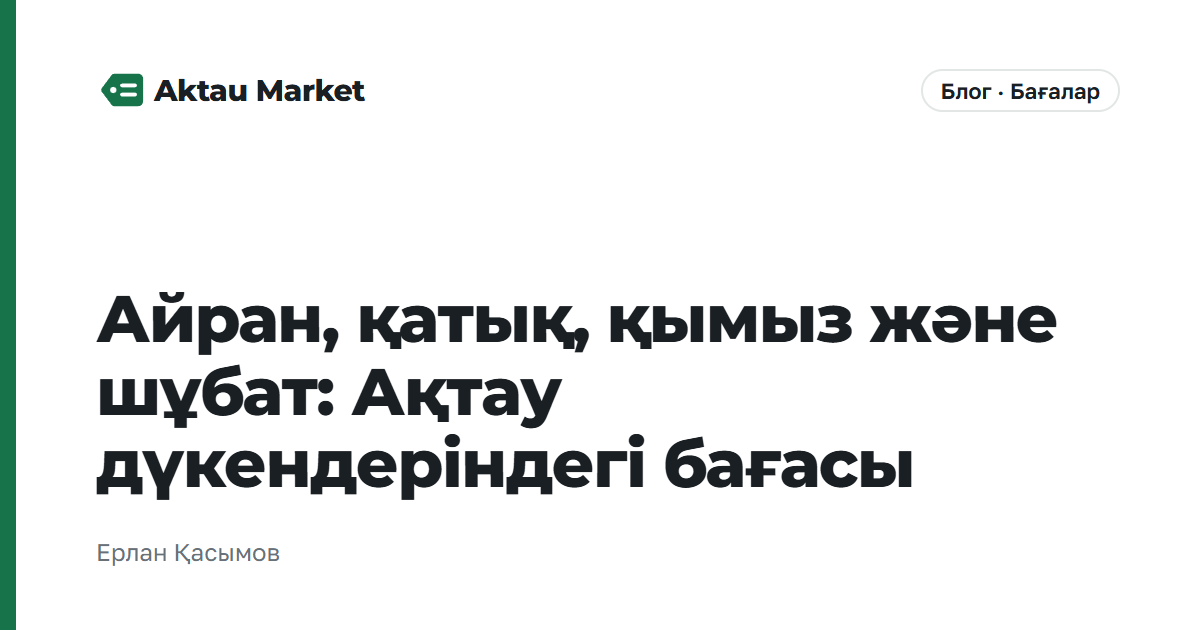 Aktau Market
Блог · Бағалар
Айран, қатық, қымыз және
шұбат: Ақтау
дүкендеріндегі бағасы
Ерлан Қасымов